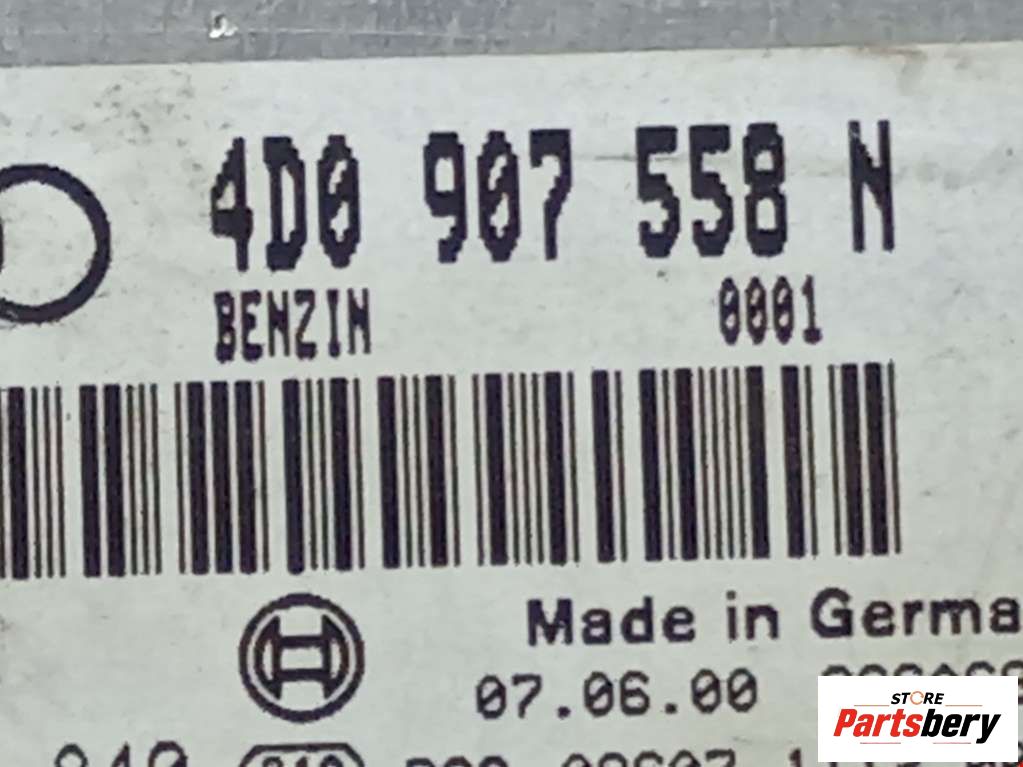 4D0 907 558 N
BENZIN 0001
Made in Germa
07.06.00
STORE
Partsbery